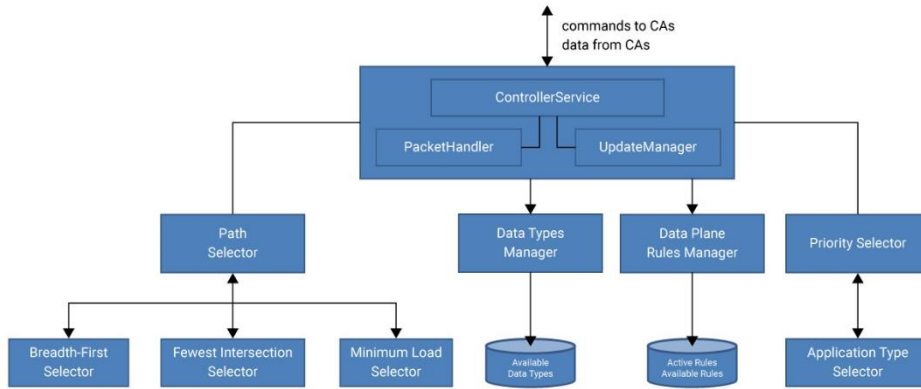 commands to CAs
data from CAs
ControllerService
PacketHandler
UpdateManager
Path
Selector
Data Types
Manager
Data Plane
Rules Manager
Priority Selector
Breadth-First
Selector
Fewest Intersection
Selector
Minimum Load
Selector
Available
Data Types
Active Rules
Available Rules
Application Type
Selector